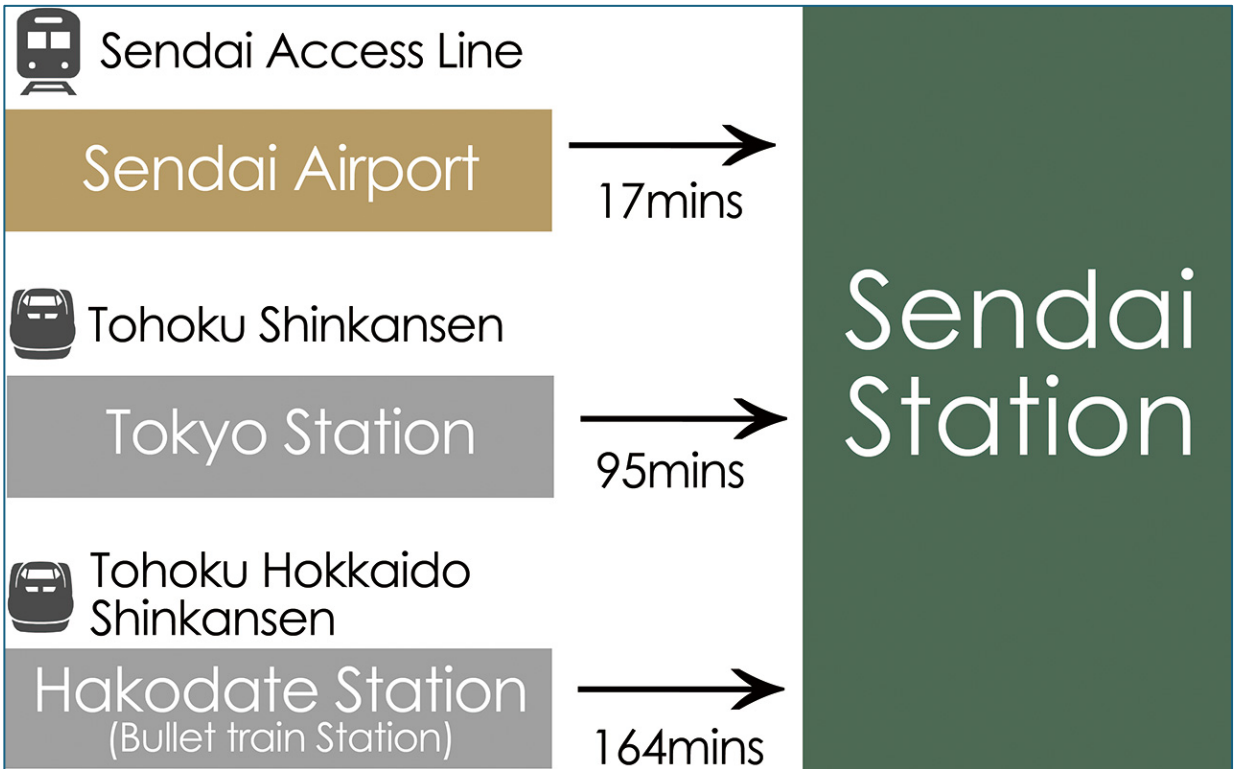 Sendai Access Line
Sendai Airport
17mins
Tohoku Shinkansen
Tokyo Station
95mins
Tohoku Hokkaido
Shinkansen
Hakodate Station
(Bullet train Station)
164mins
Sendai
Station